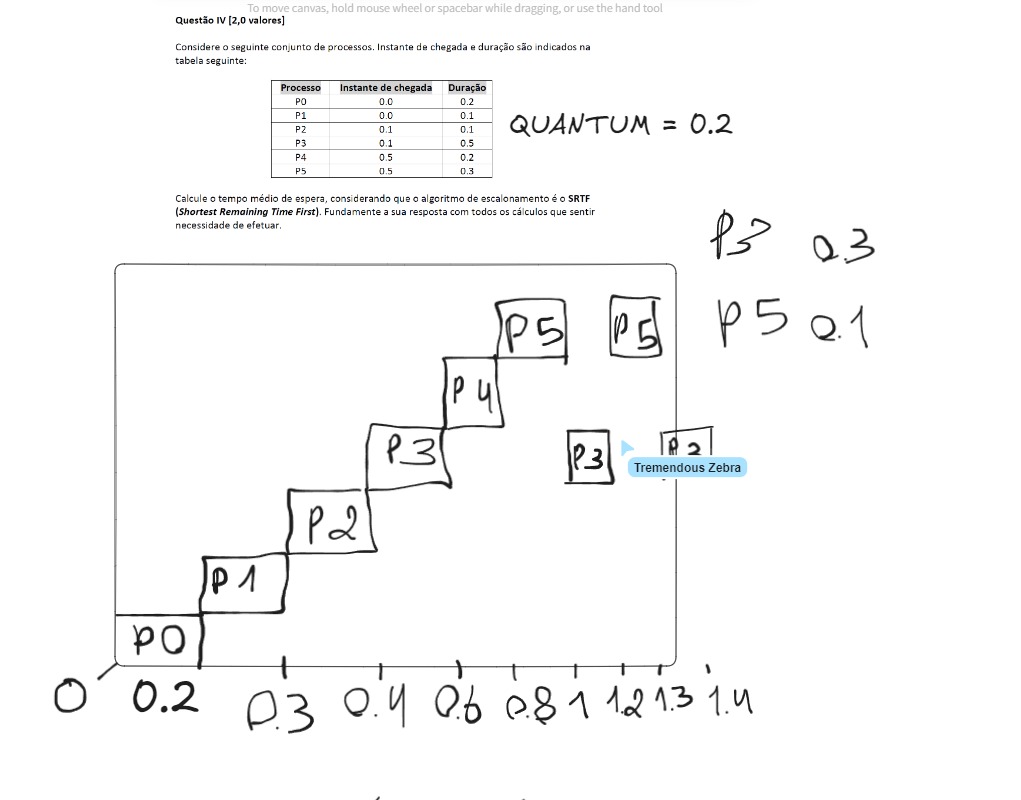 To move canvas, hold mouse wheel or spacebar while dragging, or use the hand tool
Questão IV [2,0 valores]
Considere o seguinte conjunto de processos. Instante de chegada e duração são indicados na
tabela seguinte:
Processo Instante de chegada Duração
P0 0.0 0.2
P1 0.0 0.1
P2 0.1 0.1
P3 0.1 0.5
P4 0.5 0.2
P5 0.5 0.3
QUANTUM = 0.2
Calcule o tempo médio de espera, considerando que o algoritmo de escalonamento é o SRTF
(Shortest Remaining Time First). Fundamente a sua resposta com todos os cálculos que sentir
necessidade de efetuar.
P3 0.3
P5 0.1
P5 P5
P4
P3 P3 P3
Tremendous Zebra
P2
P1
P0
0 0.2 0.3 0.4 0.6 0.8 1 1.2 1.3 1.4